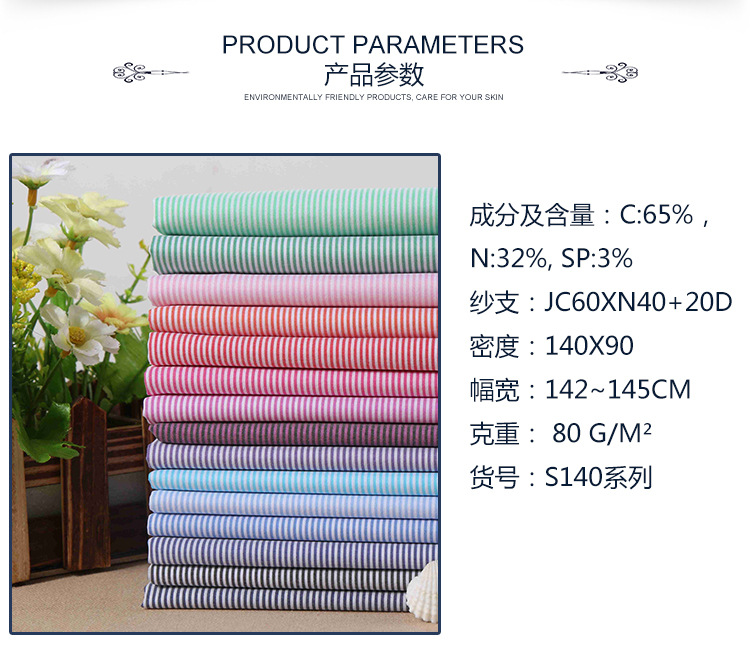 PRODUCT PARAMETERS
产品参数
ENVIRONMENTALLY FRIENDLY PRODUCTS, CARE FOR YOUR SKIN
成分及含量：C:65%，
N:32%, SP:3%
纱支：JC60XN40+20D
密度：140X90
幅宽：142~145CM
克重： 80 G/M²
货号：S140系列